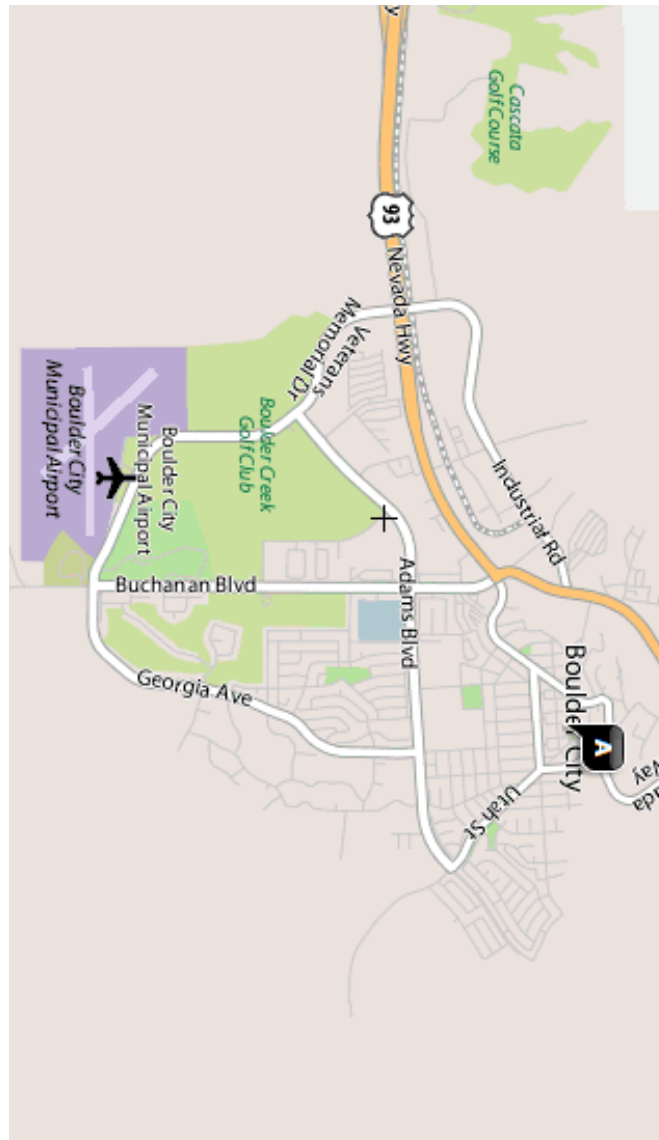 Boulder City
A
ada
Way
Industrial Rd
Cascata
Golf Course
Utah St
y
93
Nevada Hwy
Adams Blvd
Veterans
Memorial Dr
Boulder Creek
Golf Club
Buchanan Blvd
Georgia Ave
Boulder City
Municipal Airport
Boulder City
Municipal Airport